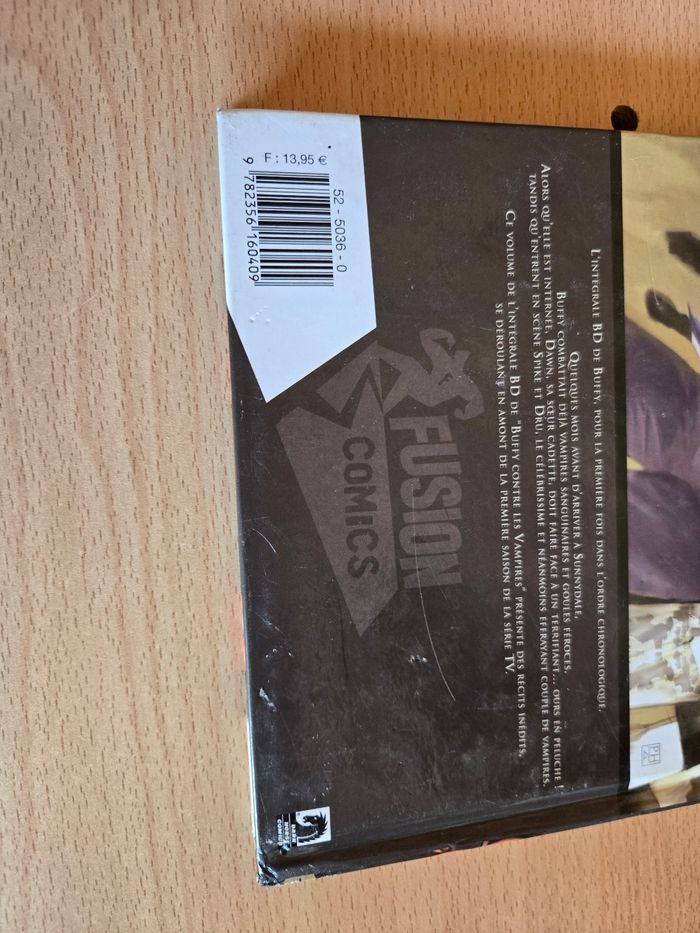 L'INTÉGRALE BD DE BUFFY, POUR LA PREMIÈRE FOIS DANS L'ORDRE CHRONOLOGIQUE.
QUELQUES MOIS AVANT D'ARRIVER À SUNNYDALE,
BUFFY COMBATTAIT DÉJÀ VAMPIRES SANGUINAIRES ET GOULES FÉROCES.
ALORS QU'ELLE EST INTERNÉE, DAWN, SA SŒUR CADETTE, DOIT FAIRE FACE À UN TERRIFIANT... OURS EN PELUCHE !
TANDIS QU'ENTRENT EN SCÈNE SPIKE ET DRU, LE CÉLÉBRISSIME ET NÉANMOINS EFFRAYANT COUPLE DE VAMPIRES.
CE VOLUME DE L'INTÉGRALE BD DE "BUFFY CONTRE LES VAMPIRES" PRÉSENTE DES RÉCITS INÉDITS,
SE DÉROULANT EN AMONT DE LA PREMIÈRE SAISON DE LA SÉRIE TV.
FUSION
COMICS
52 - 5036 - 0
9 782356 160409
F : 13,95 €
DARK
HORSE
COMICS
PH